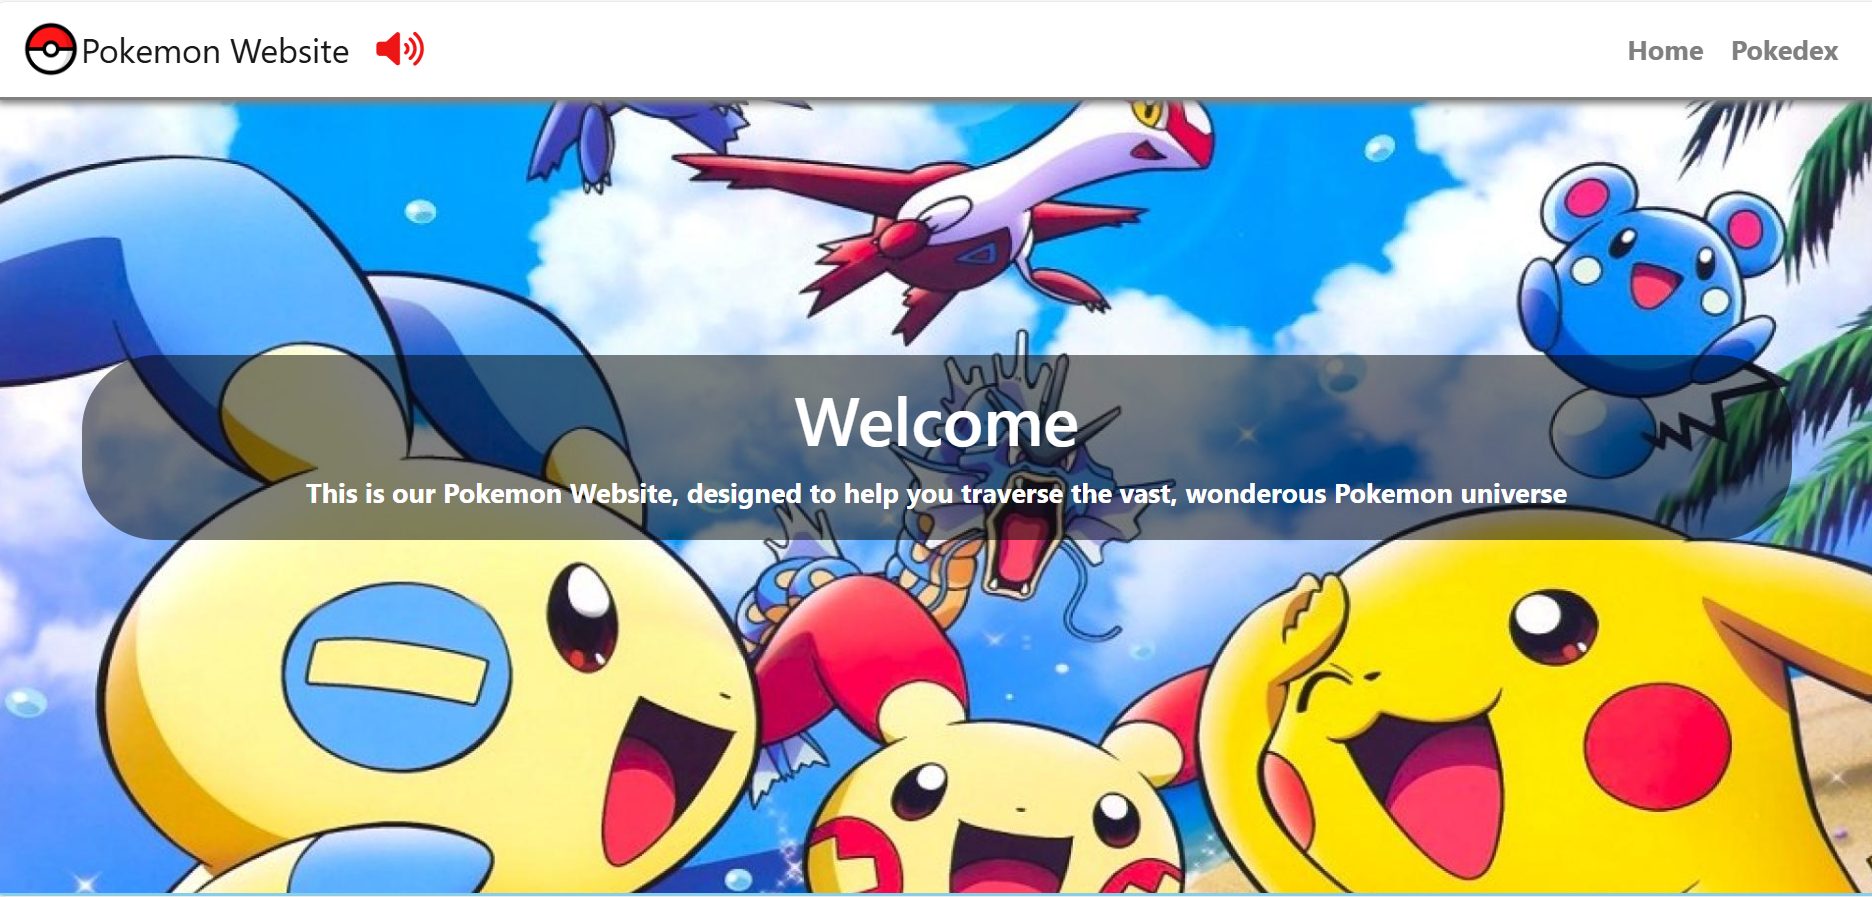 Pokemon Website
Home Pokedex
Welcome
This is our Pokemon Website, designed to help you traverse the vast, wonderous Pokemon universe